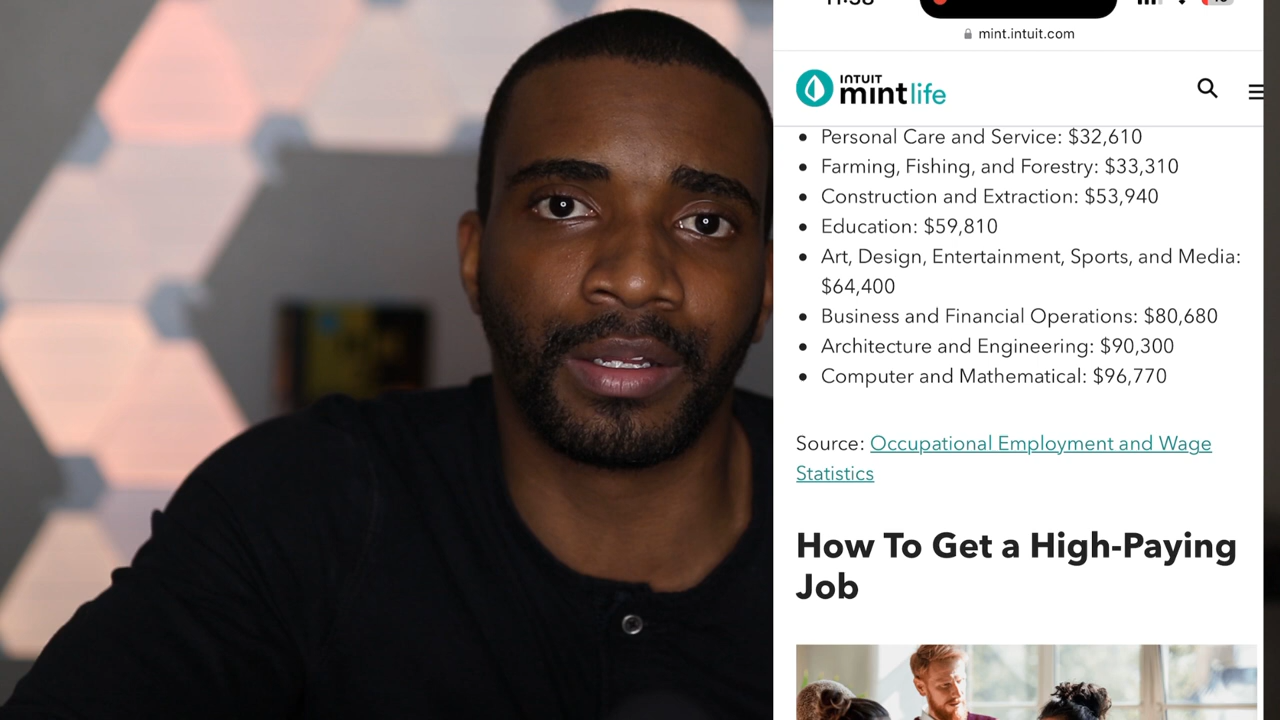 mint.intuit.com
INTUIT
mintlife
Personal Care and Service: $32,610
Farming, Fishing, and Forestry: $33,310
Construction and Extraction: $53,940
Education: $59,810
Art, Design, Entertainment, Sports, and Media:
$64,400
Business and Financial Operations: $80,680
Architecture and Engineering: $90,300
Computer and Mathematical: $96,770
Source: Occupational Employment and Wage
Statistics
How To Get a High-Paying
Job